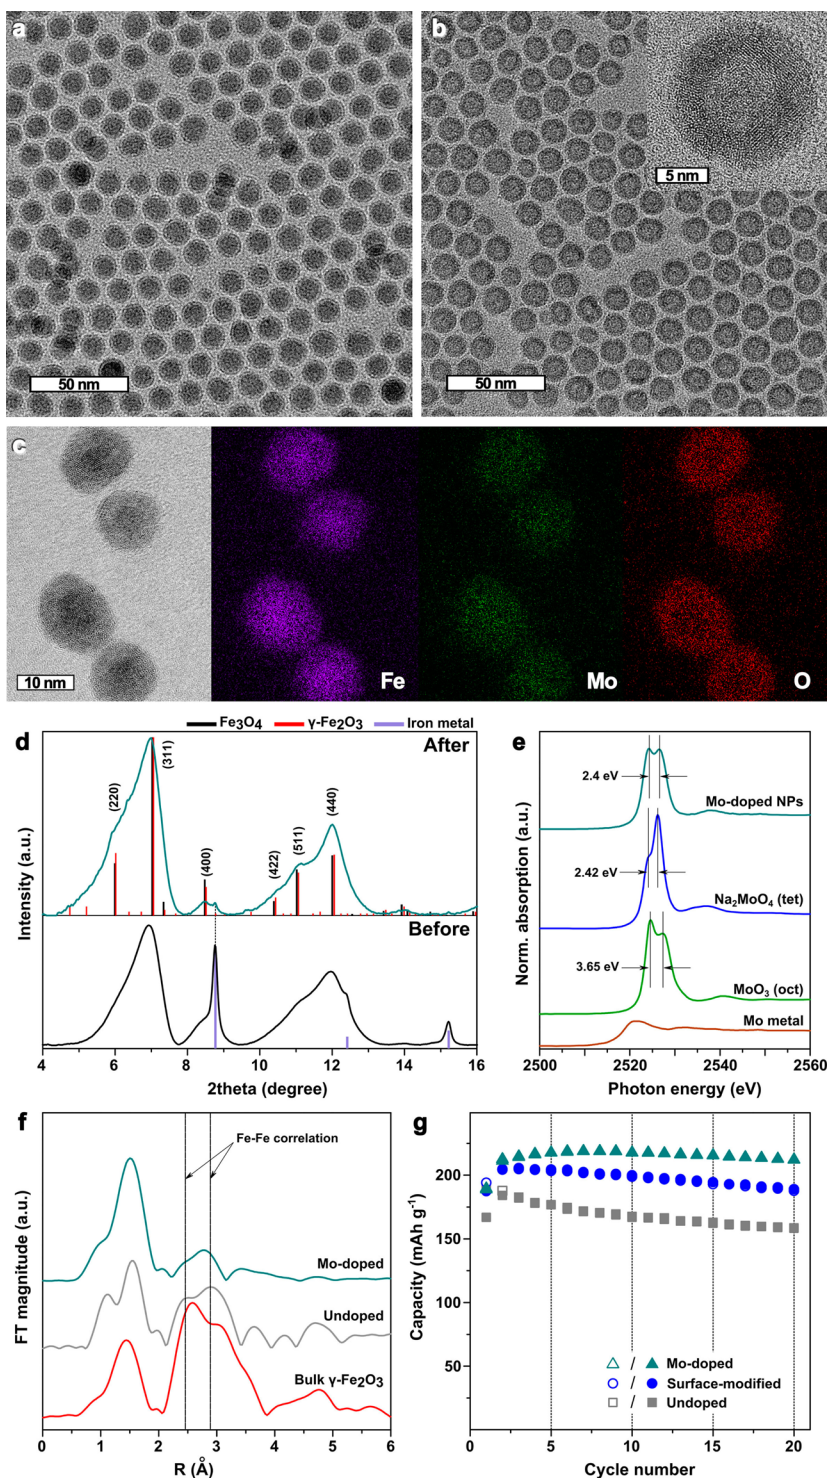 a
50 nm
b
5 nm
50 nm
c
10 nm
Fe
Mo
O
Fe₃O₄ γ-Fe₂O₃ Iron metal
d
After
(220)
(311)
(400)
(422)
(511)
(440)
Before
Intensity (a.u.)
4 6 8 10 12 14 16
2theta (degree)
e
2.4 eV
Mo-doped NPs
2.42 eV
Na₂MoO₄ (tet)
3.65 eV
MoO₃ (oct)
Mo metal
Norm. absorption (a.u.)
2500 2520 2540 2560
Photon energy (eV)
f
Fe-Fe correlation
Mo-doped
Undoped
Bulk γ-Fe₂O₃
FT magnitude (a.u.)
0 1 2 3 4 5 6
R (Å)
g
200
150
100
50
Capacity (mAh g⁻¹)
/ Mo-doped
/ Surface-modified
/ Undoped
5 10 15 20
Cycle number